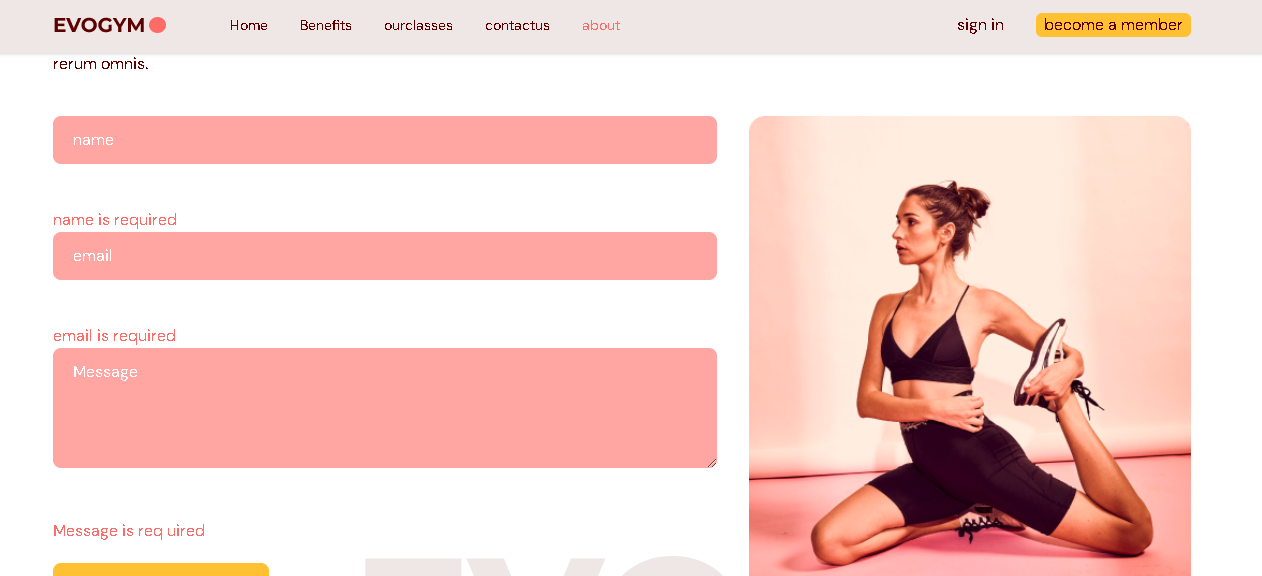 EVOGYM Home Benefits ourclasses contactus about sign in become a member
rerum omnis.
name
name is required
email
email is required
Message
Message is req uired
EVO